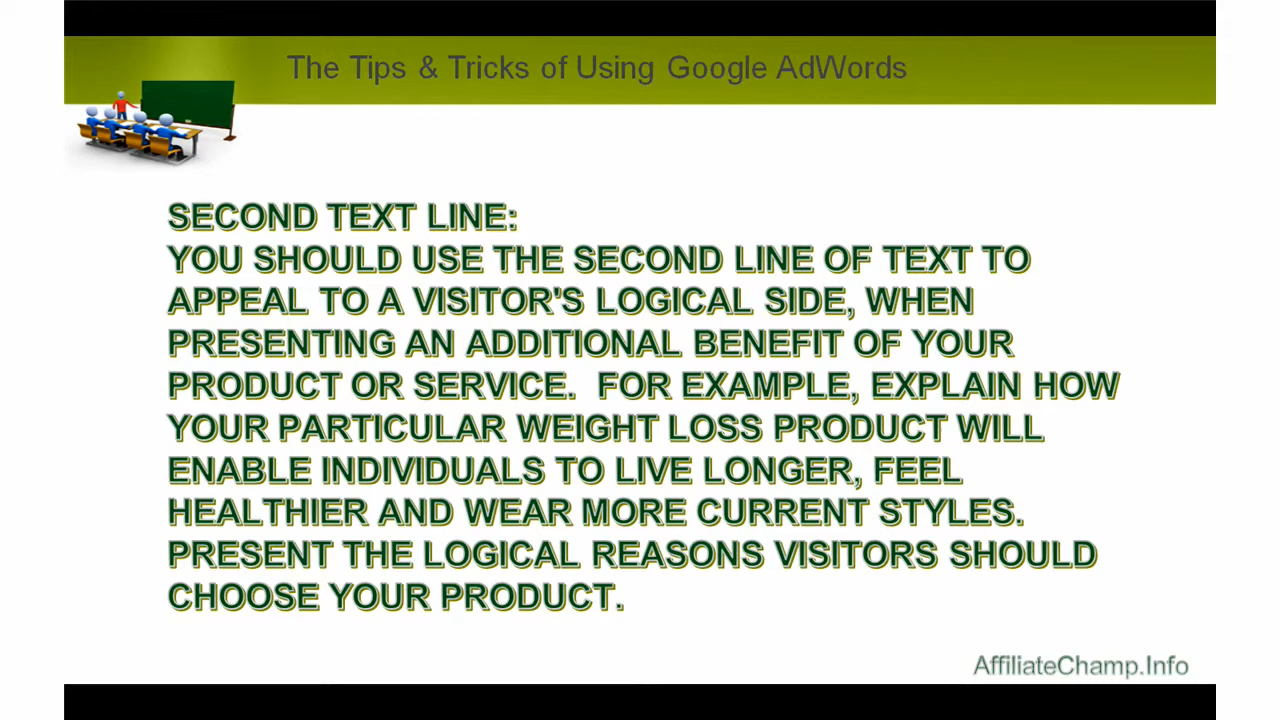 The Tips & Tricks of Using Google AdWords
SECOND TEXT LINE:
YOU SHOULD USE THE SECOND LINE OF TEXT TO
APPEAL TO A VISITOR'S LOGICAL SIDE, WHEN
PRESENTING AN ADDITIONAL BENEFIT OF YOUR
PRODUCT OR SERVICE.  FOR EXAMPLE, EXPLAIN HOW
YOUR PARTICULAR WEIGHT LOSS PRODUCT WILL
ENABLE INDIVIDUALS TO LIVE LONGER, FEEL
HEALTHIER AND WEAR MORE CURRENT STYLES.
PRESENT THE LOGICAL REASONS VISITORS SHOULD
CHOOSE YOUR PRODUCT.
AffiliateChamp.Info